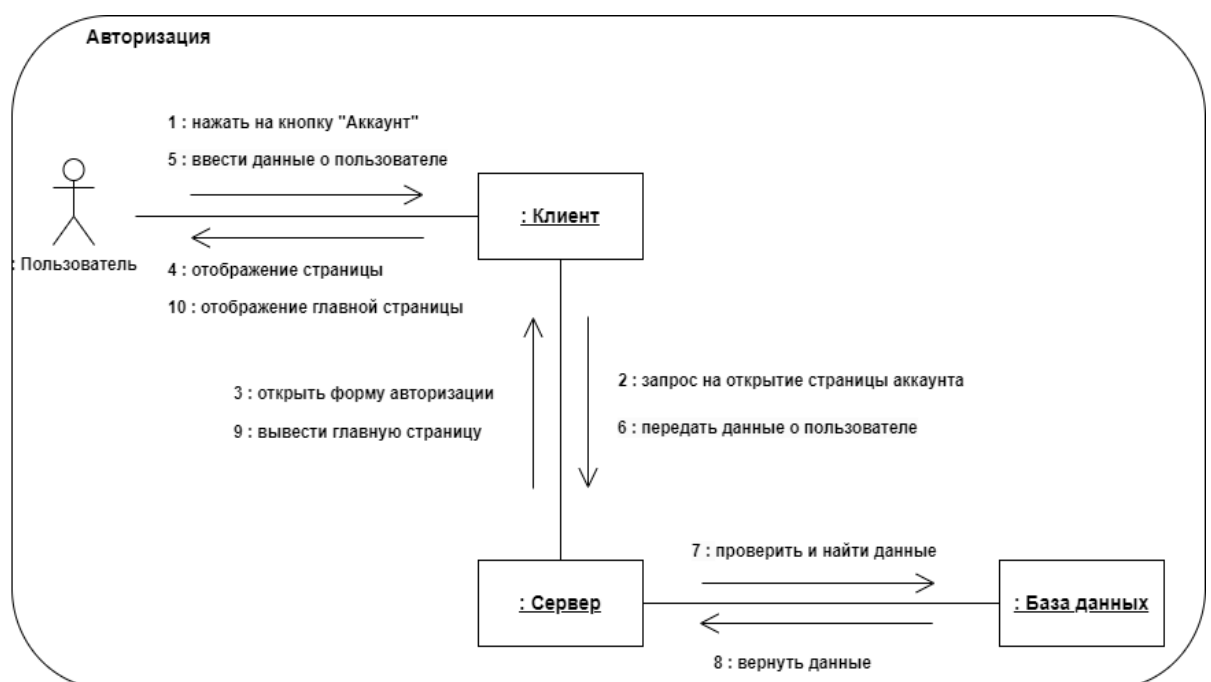 Авторизация
1 : нажать на кнопку "Аккаунт"
5 : ввести данные о пользователе
: Клиент
: Пользователь
4 : отображение страницы
10 : отображение главной страницы
3 : открыть форму авторизации
9 : вывести главную страницу
2 : запрос на открытие страницы аккаунта
6 : передать данные о пользователе
7 : проверить и найти данные
: Сервер
: База данных
8 : вернуть данные